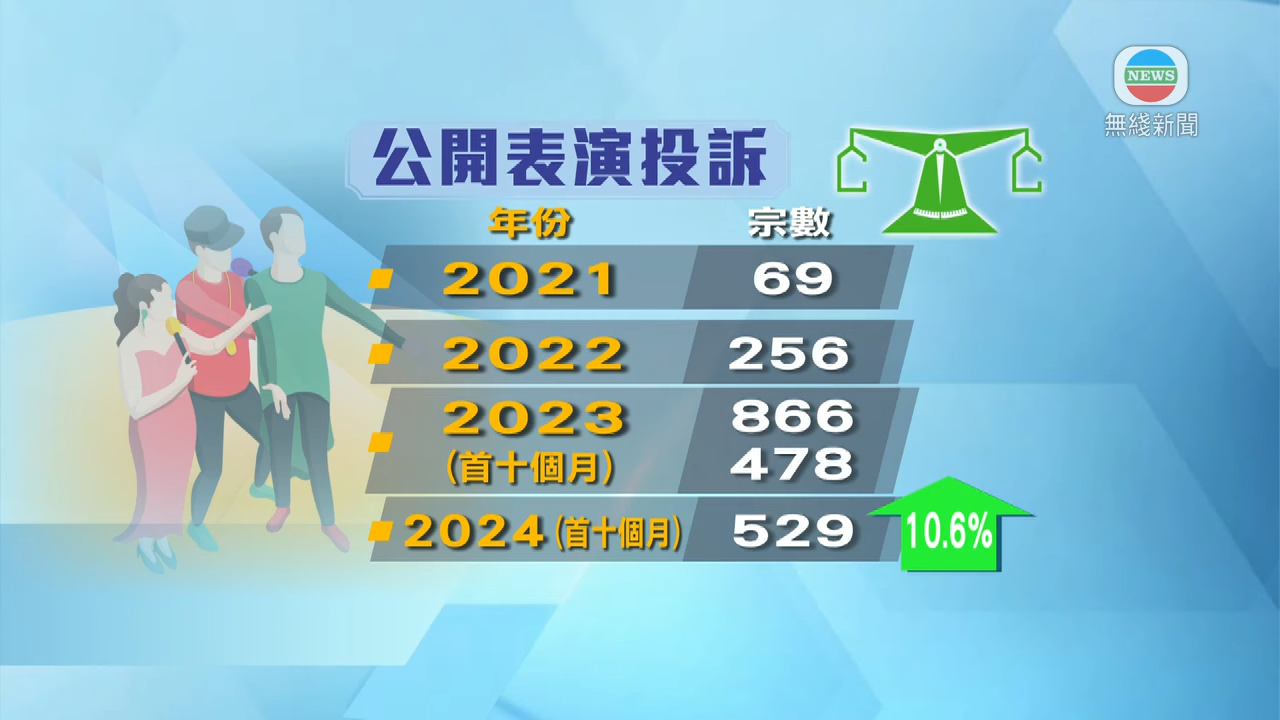 NEWS
無綫新聞
公開表演投訴
年份 宗數
2021 69
2022 256
2023 866
(首十個月) 478
2024(首十個月) 529 10.6%